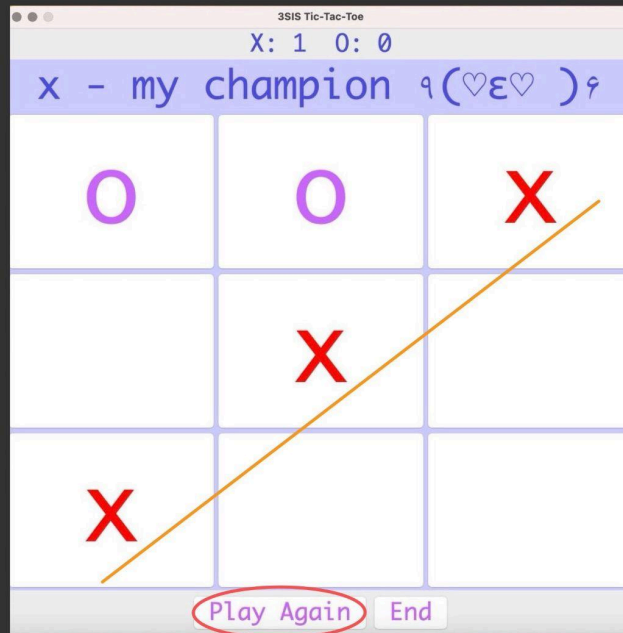 3SIS Tic-Tac-Toe
X: 1 O: 0
x - my champion ٩(♡ε♡ )۶
O O X
X
X
Play Again End